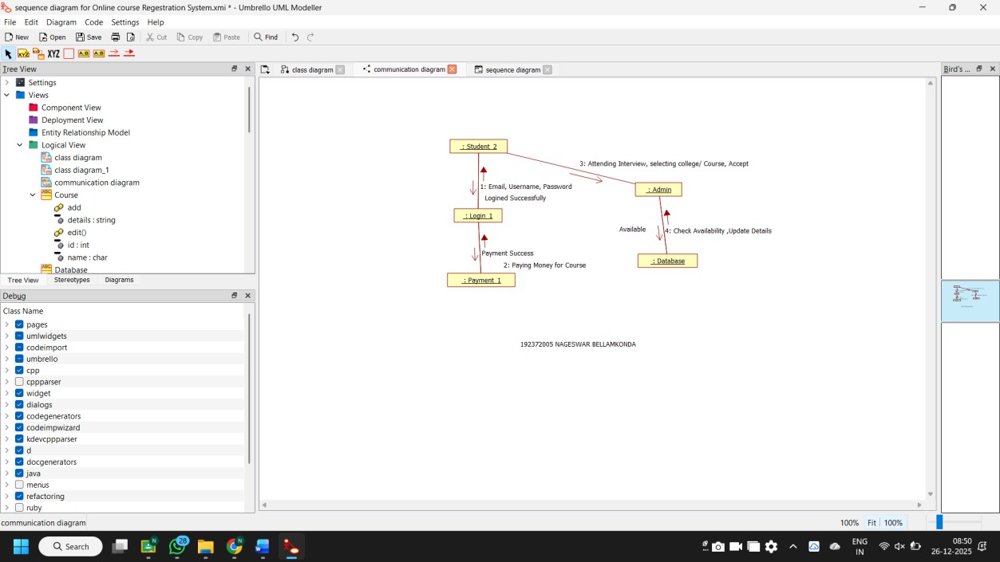 sequence diagram for Online course Regestration System.xmi * - Umbrello UML Modeller
File Edit Diagram Code Settings Help
New Open Save Cut Copy Paste Find
XYZ XYZ A:B A:B
Tree View
class diagram communication diagram sequence diagram
Bird's ...
Settings
Views
Component View
Deployment View
Entity Relationship Model
Logical View
class diagram
class diagram_1
communication diagram
Course
add
details : string
edit()
id : int
name : char
Database
Tree View Stereotypes Diagrams
Debug
Class Name
pages
umlwidgets
codeimport
umbrello
cpp
cppparser
widget
dialogs
codegenerators
codeimpwizard
kdevcppparser
d
docgenerators
java
menus
refactoring
ruby
: Student_2
3: Attending Interview, selecting college/ Course, Accept
1: Email, Username, Password
: Admin
Logined Successfully
: Login_1
Available
4: Check Availability ,Update Details
Payment Success
: Database
2: Paying Money for Course
: Payment_1
192372005 NAGESWAR BELLAMKONDA
communication diagram
100% Fit 100%
Search
N
28
N
ENG
IN
08:50
26-12-2025